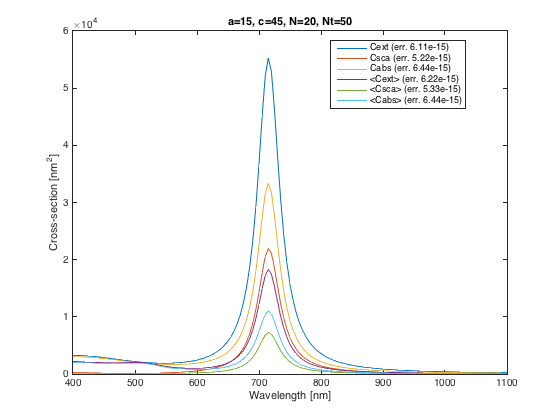 a=15, c=45, N=20, Nt=50
×10⁴
6
5
4
3
2
1
0
Cross-section [nm²]
400 500 600 700 800 900 1000 1100
Wavelength [nm]
Cext (err. 6.11e-15)
Csca (err. 5.22e-15)
Cabs (err. 6.44e-15)
<Cext> (err. 6.22e-15)
<Csca> (err. 5.33e-15)
<Cabs> (err. 6.44e-15)